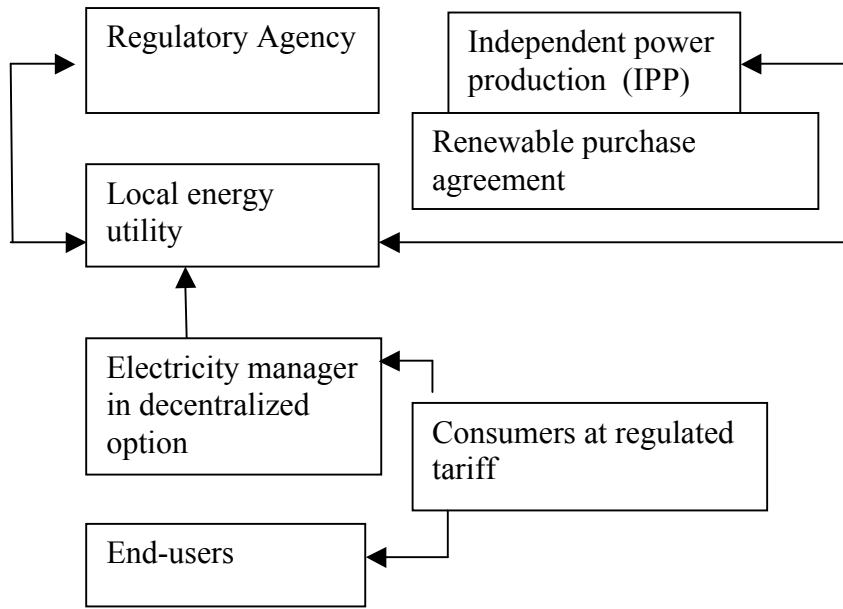 Regulatory Agency
Independent power
production (IPP)
Renewable purchase
agreement
Local energy
utility
Electricity manager
in decentralized
option
Consumers at regulated
tariff
End-users